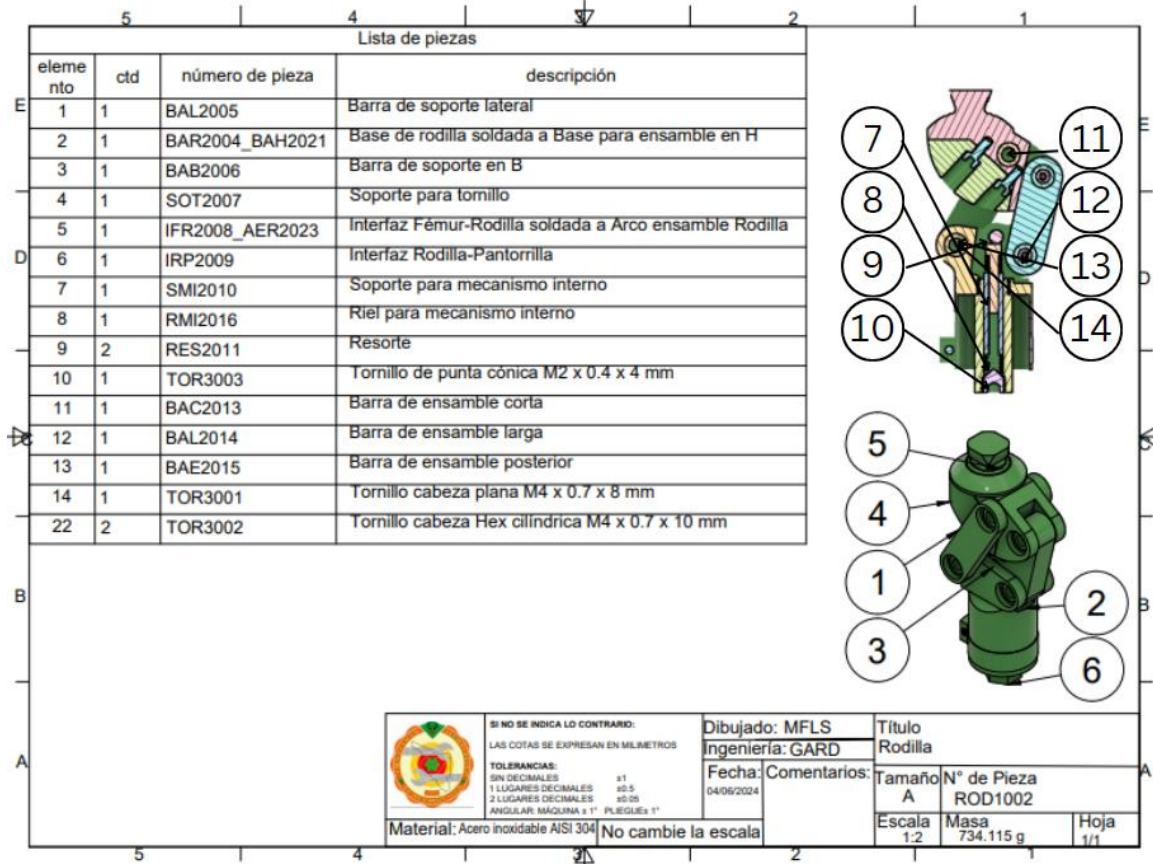 5 4 3 2 1
Lista de piezas
eleme
nto ctd número de pieza descripción
1 1 BAL2005 Barra de soporte lateral
2 1 BAR2004_BAH2021 Base de rodilla soldada a Base para ensamble en H
3 1 BAB2006 Barra de soporte en B
4 1 SOT2007 Soporte para tornillo
5 1 IFR2008_AER2023 Interfaz Fémur-Rodilla soldada a Arco ensamble Rodilla
6 1 IRP2009 Interfaz Rodilla-Pantorrilla
7 1 SMI2010 Soporte para mecanismo interno
8 1 RMI2016 Riel para mecanismo interno
9 2 RES2011 Resorte
10 1 TOR3003 Tornillo de punta cónica M2 x 0.4 x 4 mm
11 1 BAC2013 Barra de ensamble corta
12 1 BAL2014 Barra de ensamble larga
13 1 BAE2015 Barra de ensamble posterior
14 1 TOR3001 Tornillo cabeza plana M4 x 0.7 x 8 mm
22 2 TOR3002 Tornillo cabeza Hex cilíndrica M4 x 0.7 x 10 mm
E
D
B
A
7 11
8 12
9 13
10 14
5
4
1
2
3
6
E
D
C
B
A
SI NO SE INDICA LO CONTRARIO:
LAS COTAS SE EXPRESAN EN MILIMETROS
TOLERANCIAS:
SIN DECIMALES ±1
1 LUGARES DECIMALES ±0.5
2 LUGARES DECIMALES ±0.05
ANGULAR: MÁQUINA ± 1° PLIEGUE± 1°
Material: Acero inoxidable AISI 304
No cambie la escala
Dibujado: MFLS
Ingeniería: GARD
Fecha:
04/06/2024
Comentarios:
Título
Rodilla
Tamaño
A
N° de Pieza
ROD1002
Escala
1:2
Masa
734.115 g
Hoja
1/1
5 4 3 2 1